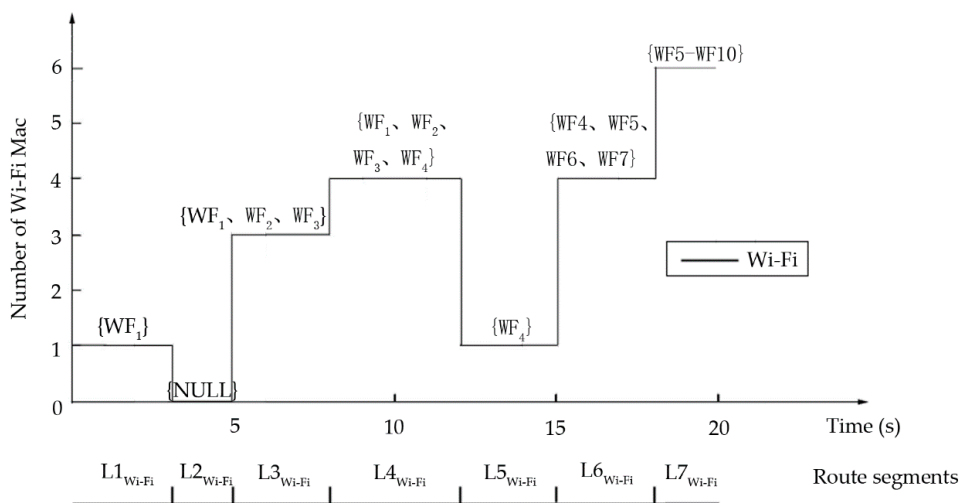 {WF5-WF10}
6
{WF₁、WF₂、
WF₃、WF₄}
{WF4、WF5、
WF6、WF7}
5
4
{WF₁、WF₂、WF₃}
3
Wi-Fi
2
{WF₁}
{WF₄}
1
{NULL}
0
Number of Wi-Fi Mac
5
10
15
20
Time (s)
L1Wi-Fi
L2Wi-Fi
L3Wi-Fi
L4Wi-Fi
L5Wi-Fi
L6Wi-Fi
L7Wi-Fi
Route segments